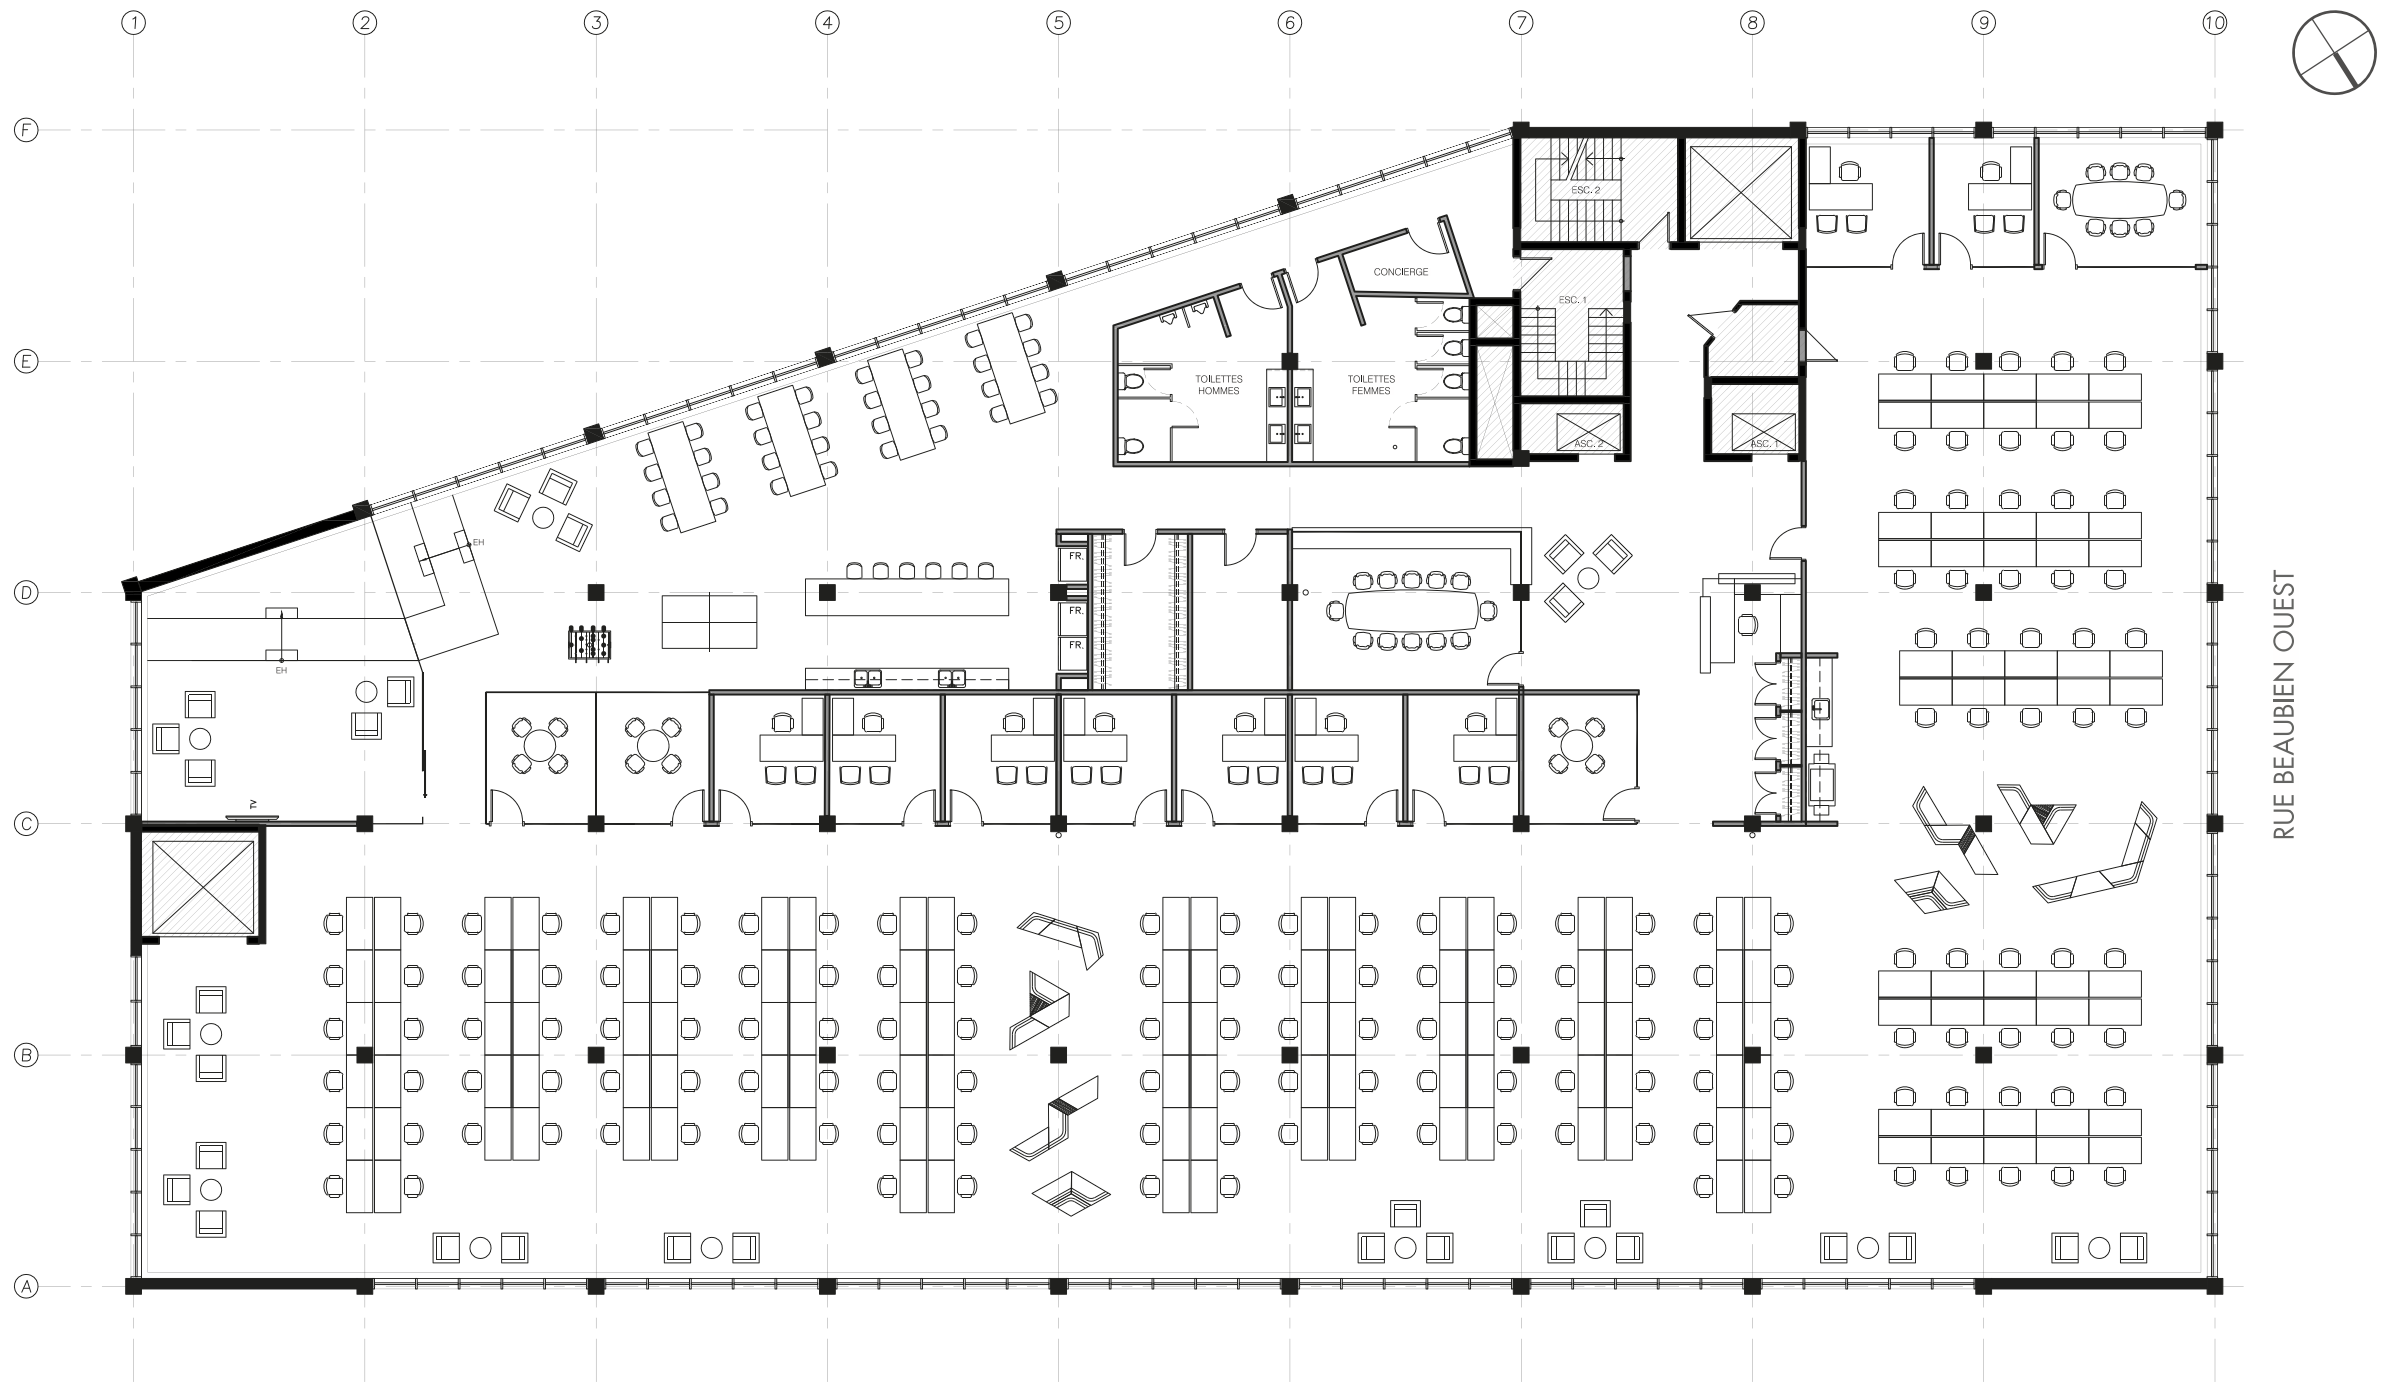 1
2
3
4
5
6
7
8
9
10
F
ESC. 2
CONCIERGE
ESC. 1
E
TOILETTES
HOMMES
TOILETTES
FEMMES
ASC. 2
ASC. 1
EH
FR.
D
FR.
FR.
EH
RUE BEAUBIEN OUEST
TV
C
B
A